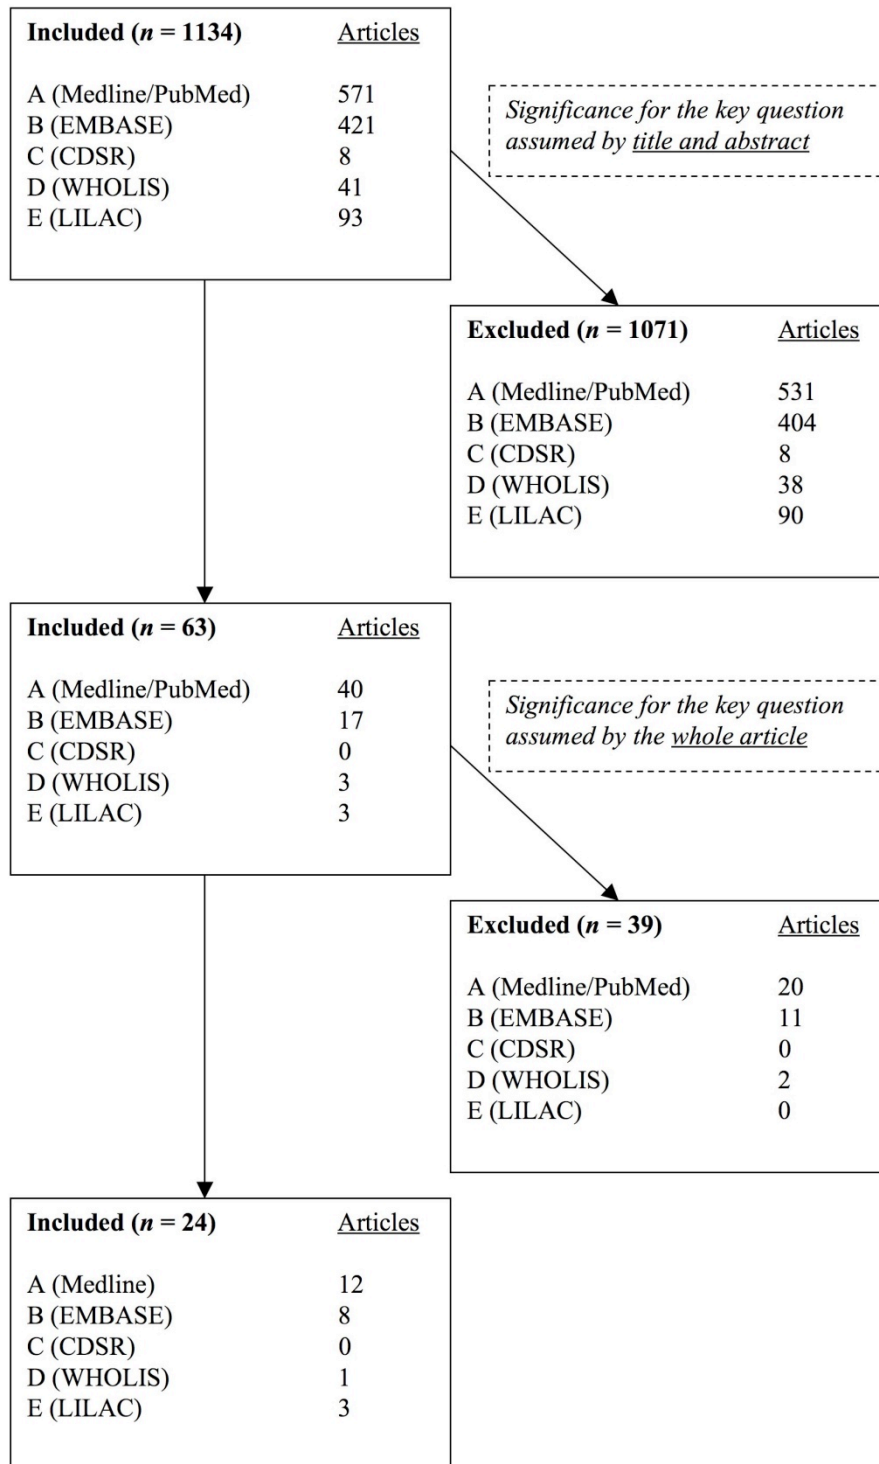 Included (n = 1134) Articles
A (Medline/PubMed) 571
B (EMBASE) 421
C (CDSR) 8
D (WHOLIS) 41
E (LILAC) 93
Significance for the key question
assumed by title and abstract
Excluded (n = 1071) Articles
A (Medline/PubMed) 531
B (EMBASE) 404
C (CDSR) 8
D (WHOLIS) 38
E (LILAC) 90
Included (n = 63) Articles
A (Medline/PubMed) 40
B (EMBASE) 17
C (CDSR) 0
D (WHOLIS) 3
E (LILAC) 3
Significance for the key question
assumed by the whole article
Excluded (n = 39) Articles
A (Medline/PubMed) 20
B (EMBASE) 11
C (CDSR) 0
D (WHOLIS) 2
E (LILAC) 0
Included (n = 24) Articles
A (Medline) 12
B (EMBASE) 8
C (CDSR) 0
D (WHOLIS) 1
E (LILAC) 3